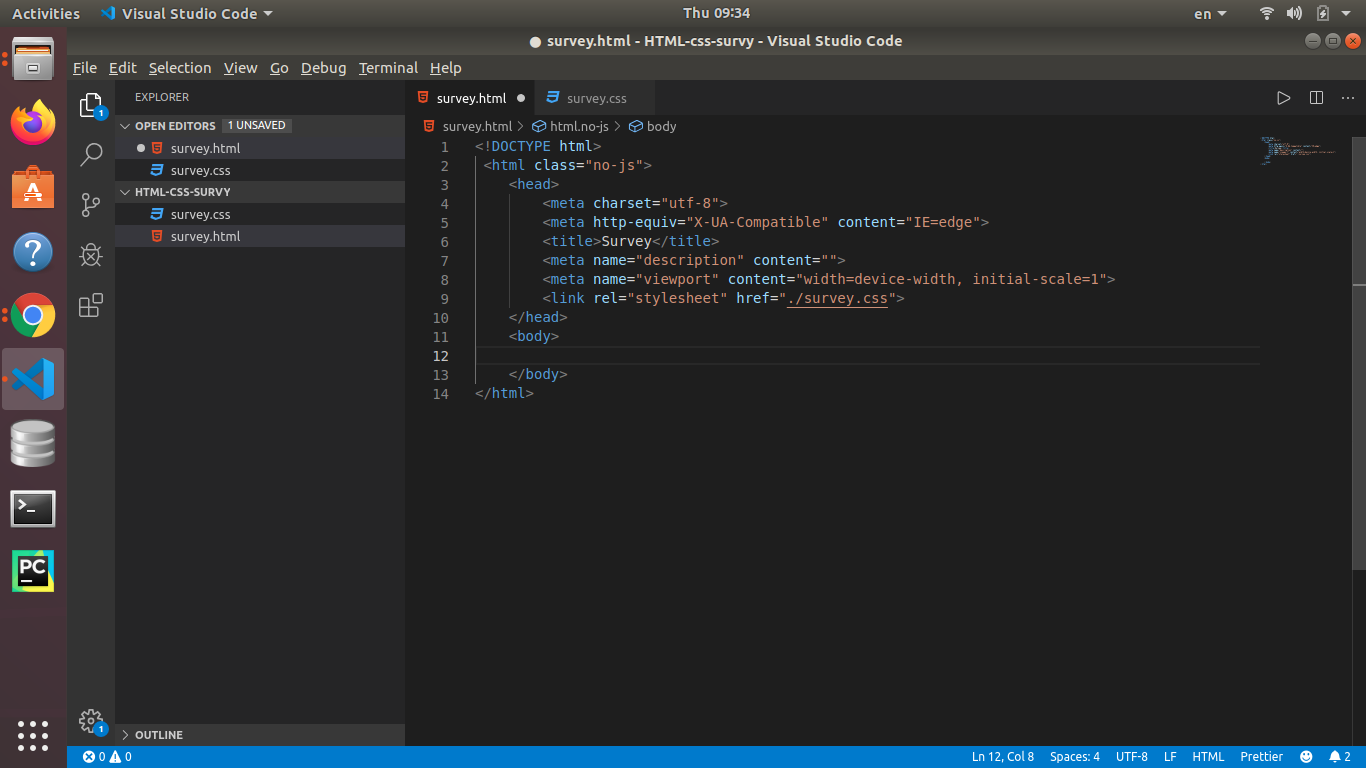 Activities Visual Studio Code Thu 09:34 en
survey.html - HTML-css-survy - Visual Studio Code
File Edit Selection View Go Debug Terminal Help
EXPLORER
OPEN EDITORS 1 UNSAVED
survey.html
survey.css
HTML-CSS-SURVY
survey.css
survey.html
OUTLINE
1
1
PC
survey.html survey.css
survey.html > html.no-js > body
1 <!DOCTYPE html>
2 <html class="no-js">
3 <head>
4 <meta charset="utf-8">
5 <meta http-equiv="X-UA-Compatible" content="IE=edge">
6 <title>Survey</title>
7 <meta name="description" content="">
8 <meta name="viewport" content="width=device-width, initial-scale=1">
9 <link rel="stylesheet" href="./survey.css">
10 </head>
11 <body>
12
13 </body>
14 </html>
0 0 Ln 12, Col 8 Spaces: 4 UTF-8 LF HTML Prettier 2